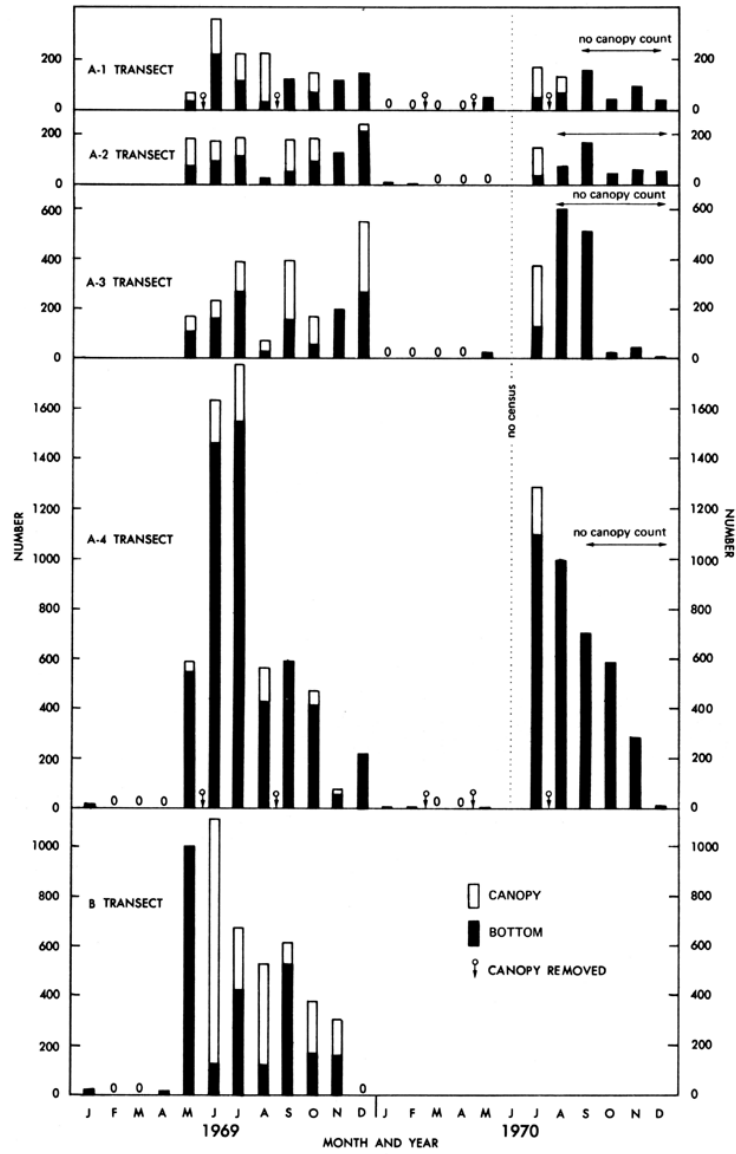 no canopy count
200
A-1 TRANSECT
200
0
0 0 0 0
0
no canopy count
200
A-2 TRANSECT
200
0
0 0 0
0
no canopy count
600
600
400
A-3 TRANSECT
400
200
200
0
0 0 0 0
0
no census
1600
1600
1400
1400
1200
1200
no canopy count
NUMBER
A-4 TRANSECT
NUMBER
1000
1000
800
800
600
600
400
400
200
200
0
0 0 0 0 0
0
1000
1000
B TRANSECT
CANOPY
800
800
BOTTOM
600
600
CANOPY REMOVED
400
400
200
200
0
0 0 0
0
J F M A M J J A S O N D J F M A M J J A S O N D
1969 1970
MONTH AND YEAR